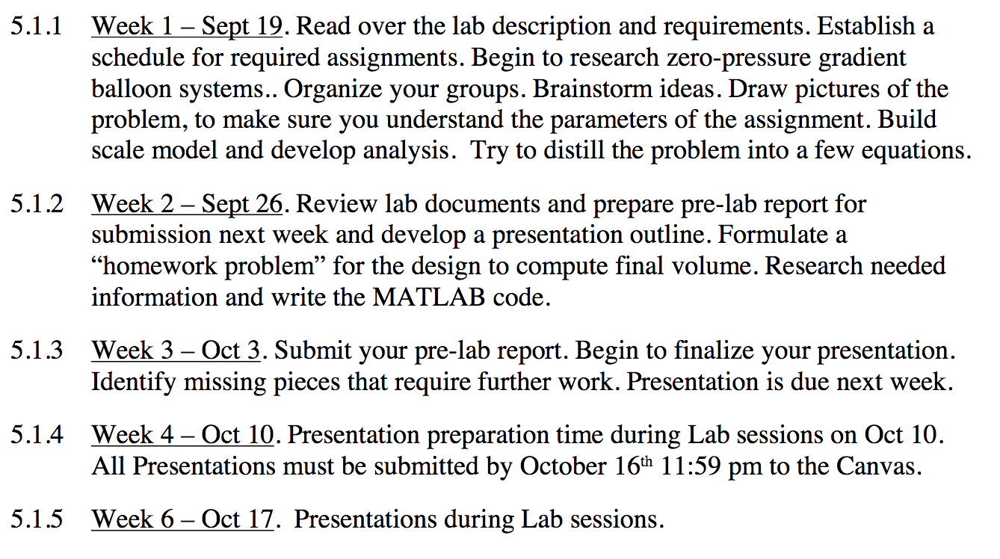 5.1.1 Week 1 – Sept 19. Read over the lab description and requirements. Establish a
schedule for required assignments. Begin to research zero-pressure gradient
balloon systems.. Organize your groups. Brainstorm ideas. Draw pictures of the
problem, to make sure you understand the parameters of the assignment. Build
scale model and develop analysis.  Try to distill the problem into a few equations.
5.1.2 Week 2 – Sept 26. Review lab documents and prepare pre-lab report for
submission next week and develop a presentation outline. Formulate a
“homework problem” for the design to compute final volume. Research needed
information and write the MATLAB code.
5.1.3 Week 3 – Oct 3. Submit your pre-lab report. Begin to finalize your presentation.
Identify missing pieces that require further work. Presentation is due next week.
5.1.4 Week 4 – Oct 10. Presentation preparation time during Lab sessions on Oct 10.
All Presentations must be submitted by October 16th 11:59 pm to the Canvas.
5.1.5 Week 6 – Oct 17.  Presentations during Lab sessions.